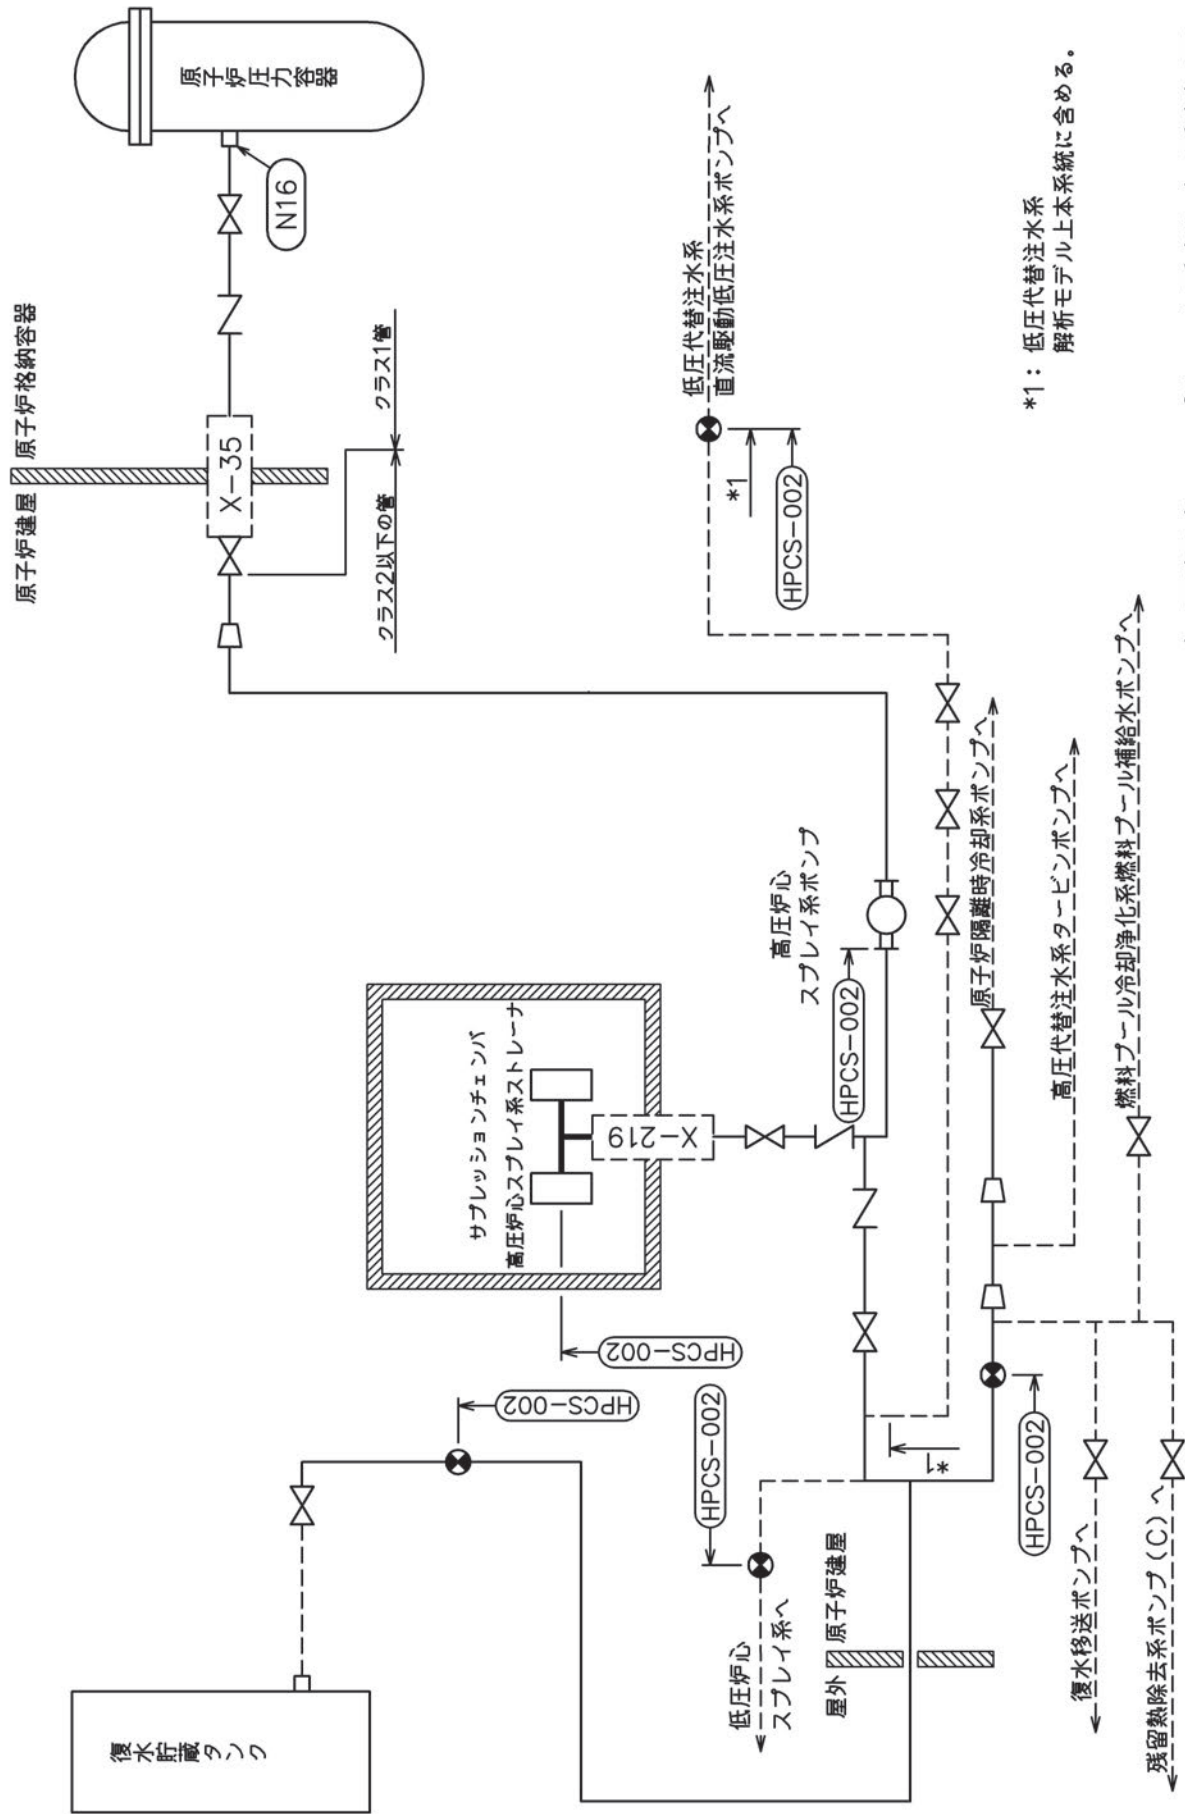 原子炉圧力容器
N16
原子炉建屋
原子炉格納容器
X-35
クラス2以下の管
クラス1管
低圧代替注水系
直流駆動低圧注水系ポンプへ
*1
HPCS-002
*1: 低圧代替注水系
解析モデル上本系統に含める。
サプレッションチェンバ
高圧炉心スプレイ系ストレーナ
X-219
HPCS-002
高圧炉心
スプレイ系ポンプ
HPCS-002
原子炉隔離時冷却系ポンプへ
高圧代替注水系タービンポンプへ
燃料プール冷却浄化系燃料プール補給水ポンプへ
復水貯蔵タンク
HPCS-002
HPCS-002
低圧炉心
スプレイ系へ
*1
HPCS-002
屋外
原子炉建屋
復水移送ポンプへ
残留熱除去系ポンプ(C)へ